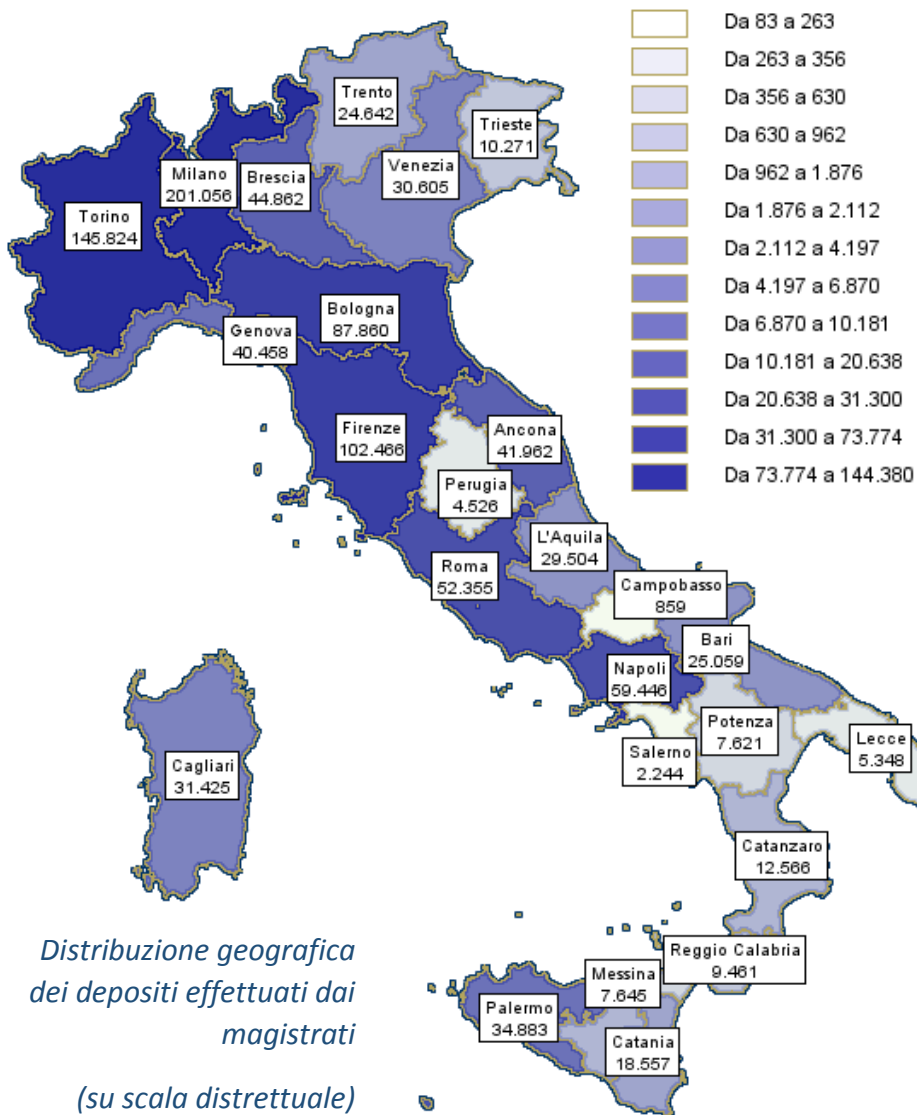 Da 83 a 263
Da 263 a 356
Da 356 a 630
Da 630 a 962
Da 962 a 1.876
Da 1.876 a 2.112
Da 2.112 a 4.197
Da 4.197 a 6.870
Da 6.870 a 10.181
Da 10.181 a 20.638
Da 20.638 a 31.300
Da 31.300 a 73.774
Da 73.774 a 144.380
Trento
24.642
Trieste
10.271
Venezia
30.605
Milano
201.056
Brescia
44.862
Torino
145.824
Bologna
87.860
Genova
40.458
Firenze
102.466
Ancona
41.962
Perugia
4.526
L'Aquila
29.504
Roma
52.355
Campobasso
859
Bari
25.059
Napoli
59.446
Potenza
7.621
Lecce
5.348
Salerno
2.244
Cagliari
31.425
Catanzaro
12.566
Reggio Calabria
9.461
Messina
7.645
Palermo
34.883
Catania
18.557
Distribuzione geografica
dei depositi effettuati dai
magistrati
(su scala distrettuale)